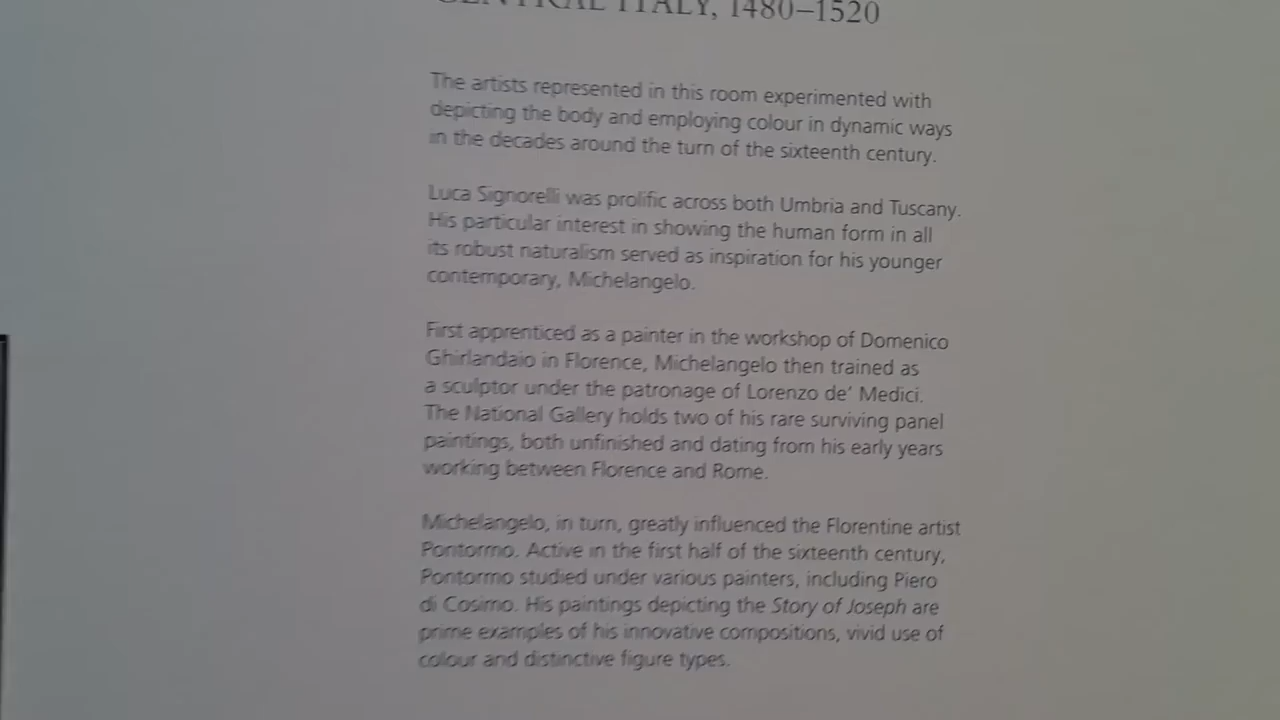 CENTRAL ITALY, 1480–1520
The artists represented in this room experimented with
depicting the body and employing colour in dynamic ways
in the decades around the turn of the sixteenth century.
Luca Signorelli was prolific across both Umbria and Tuscany.
His particular interest in showing the human form in all
its robust naturalism served as inspiration for his younger
contemporary, Michelangelo.
First apprenticed as a painter in the workshop of Domenico
Ghirlandaio in Florence, Michelangelo then trained as
a sculptor under the patronage of Lorenzo de’ Medici.
The National Gallery holds two of his rare surviving panel
paintings, both unfinished and dating from his early years
working between Florence and Rome.
Michelangelo, in turn, greatly influenced the Florentine artist
Pontormo. Active in the first half of the sixteenth century,
Pontormo studied under various painters, including Piero
di Cosimo. His paintings depicting the Story of Joseph are
prime examples of his innovative compositions, vivid use of
colour and distinctive figure types.